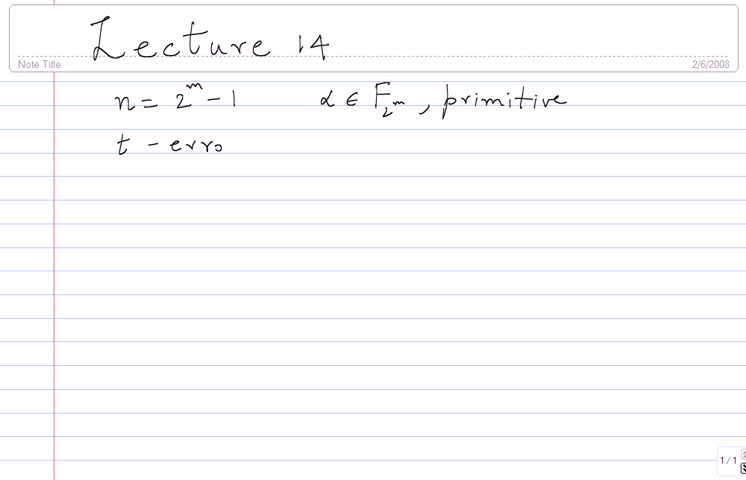 Lecture 14
Note Title
2/6/2008
n = 2^m - 1    α ∈ F_{2^m}, primitive
t - erro
1 / 1